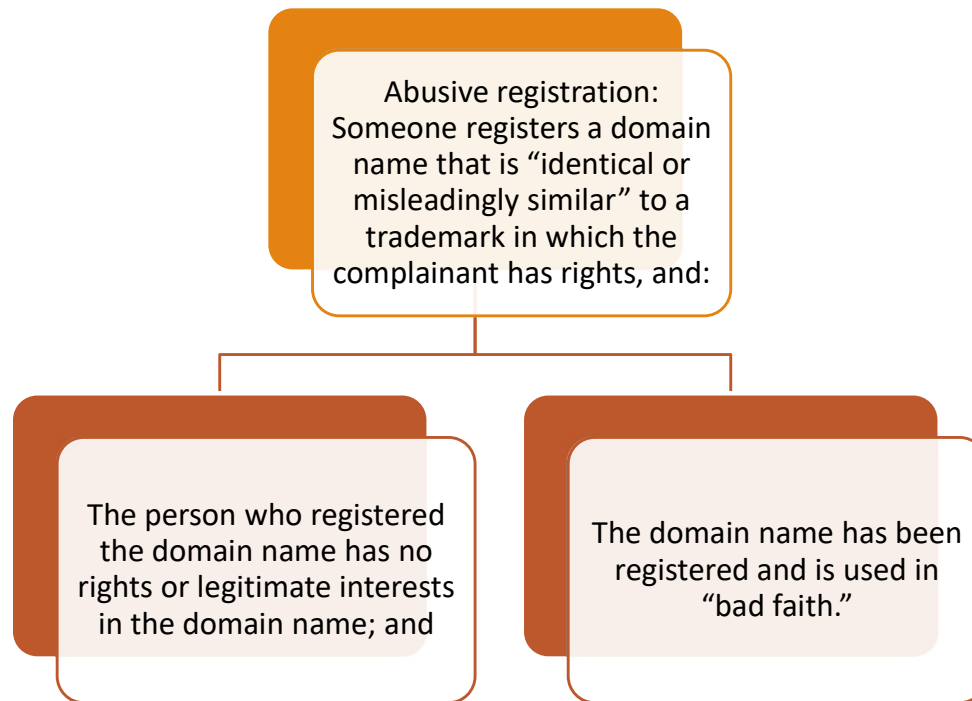 Abusive registration:
Someone registers a domain
name that is “identical or
misleadingly similar” to a
trademark in which the
complainant has rights, and:
The person who registered
the domain name has no
rights or legitimate interests
in the domain name; and
The domain name has been
registered and is used in
“bad faith.”